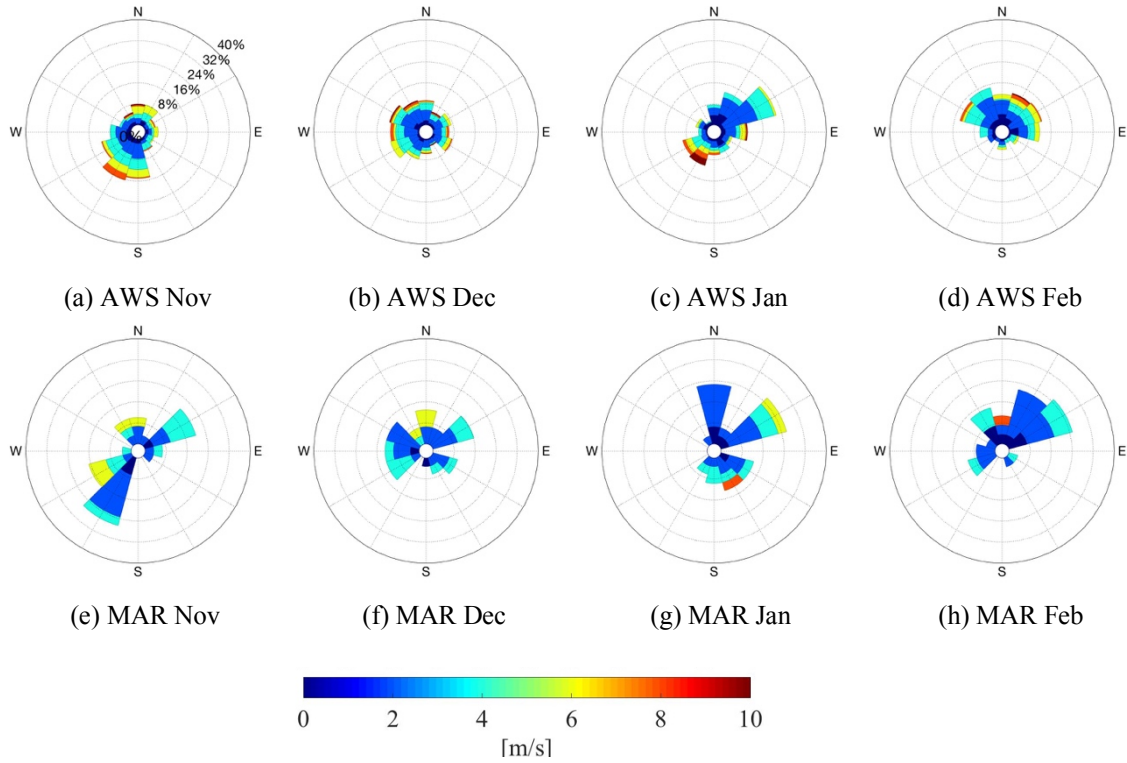 N N N N
40%
32%
24%
16%
8%
W 0% E W E W E W E
S S S S
(a) AWS Nov (b) AWS Dec (c) AWS Jan (d) AWS Feb
N N N N
W E W E W E W E
S S S S
(e) MAR Nov (f) MAR Dec (g) MAR Jan (h) MAR Feb
0 2 4 6 8 10
[m/s]